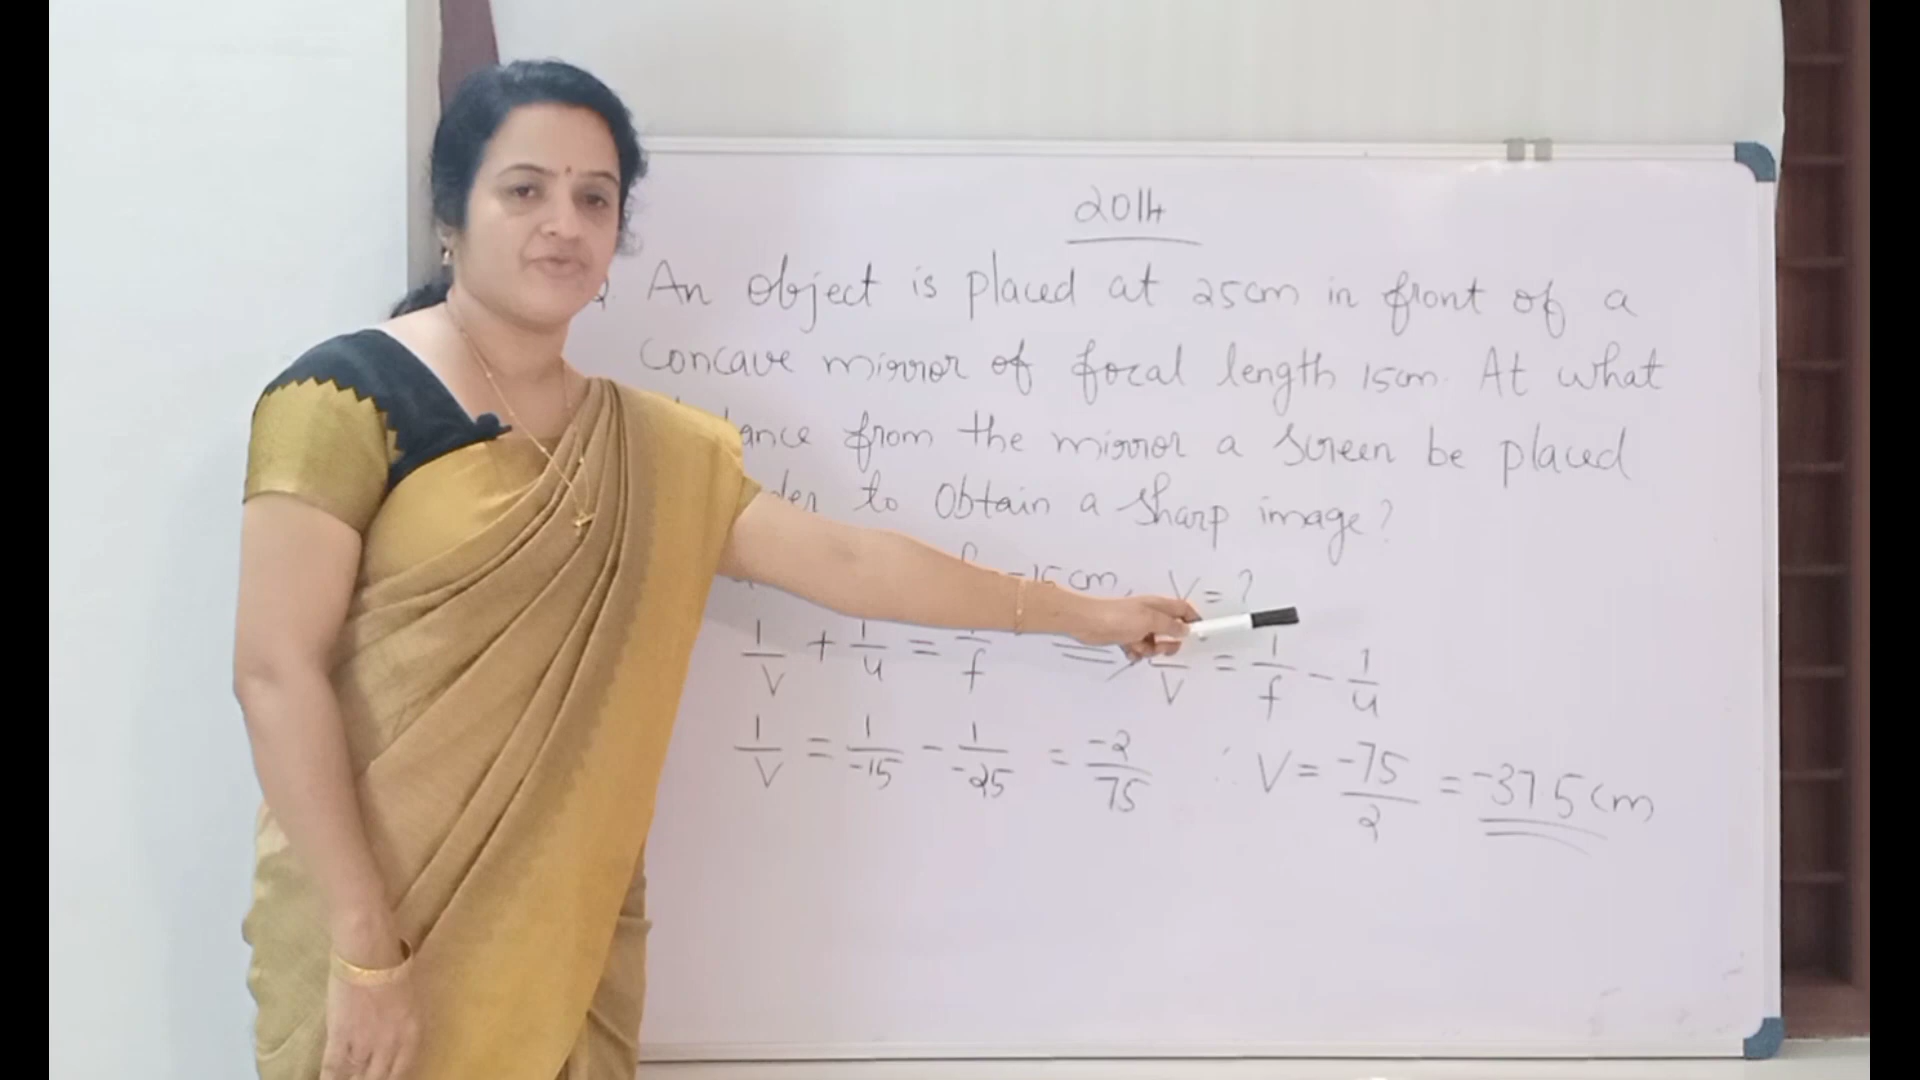 2014
An object is placed at 25cm in front of a
concave mirror of focal length 15cm. At what
from the mirror a screen be placed
to obtain a sharp image?
-15cm, V = ?
1/V + 1/u = 1/f ⇒ 1/V = 1/f - 1/u
1/V = 1/-15 - 1/-25 = -2/75 ∴ V = -75/2 = -37.5cm